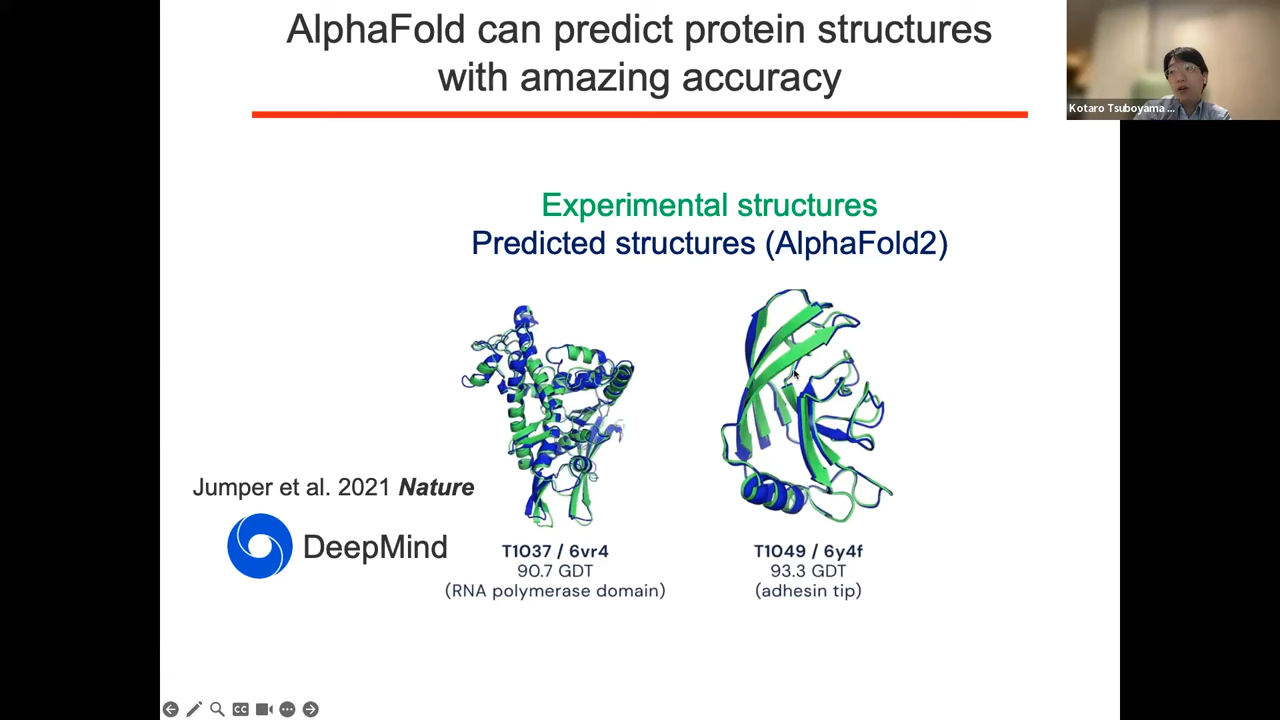 AlphaFold can predict protein structures
with amazing accuracy
Kotaro Tsuboyama ...
Experimental structures
Predicted structures (AlphaFold2)
Jumper et al. 2021 Nature
DeepMind
T1037 / 6vr4
90.7 GDT
(RNA polymerase domain)
T1049 / 6y4f
93.3 GDT
(adhesin tip)
CC